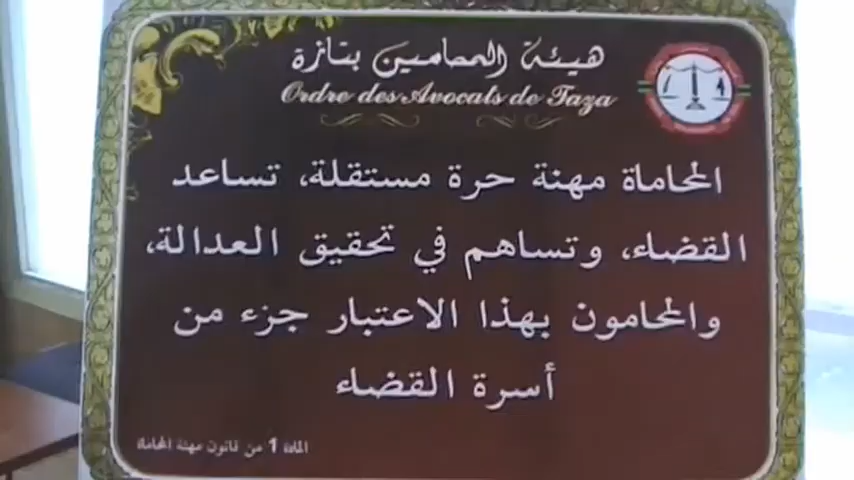 هيئة المحامين بتازة
Ordre des Avocats de Taza
المحاماة مهنة حرة مستقلة، تساعد
القضاء، وتساهم في تحقيق العدالة،
والمحامون بهذا الاعتبار جزء من
أسرة القضاء
المادة 1 من قانون مهنة المحاماة